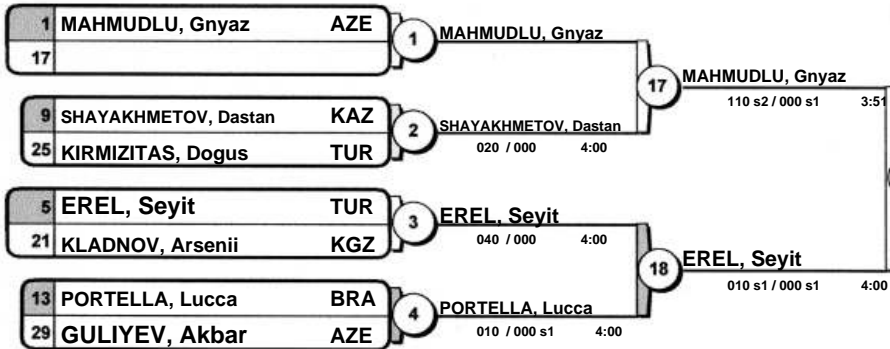 1 MAHMUDLU, Gnyaz AZE
17
1 MAHMUDLU, Gnyaz
9 SHAYAKHMETOV, Dastan KAZ
25 KIRMIZITAS, Dogus TUR
2 SHAYAKHMETOV, Dastan
020 / 000 4:00
17 MAHMUDLU, Gnyaz
110 s2 / 000 s1 3:51
5 EREL, Seyit TUR
21 KLADNOV, Arsenii KGZ
3 EREL, Seyit
040 / 000 4:00
13 PORTELLA, Lucca BRA
29 GULIYEV, Akbar AZE
4 PORTELLA, Lucca
010 / 000 s1 4:00
18 EREL, Seyit
010 s1 / 000 s1 4:00